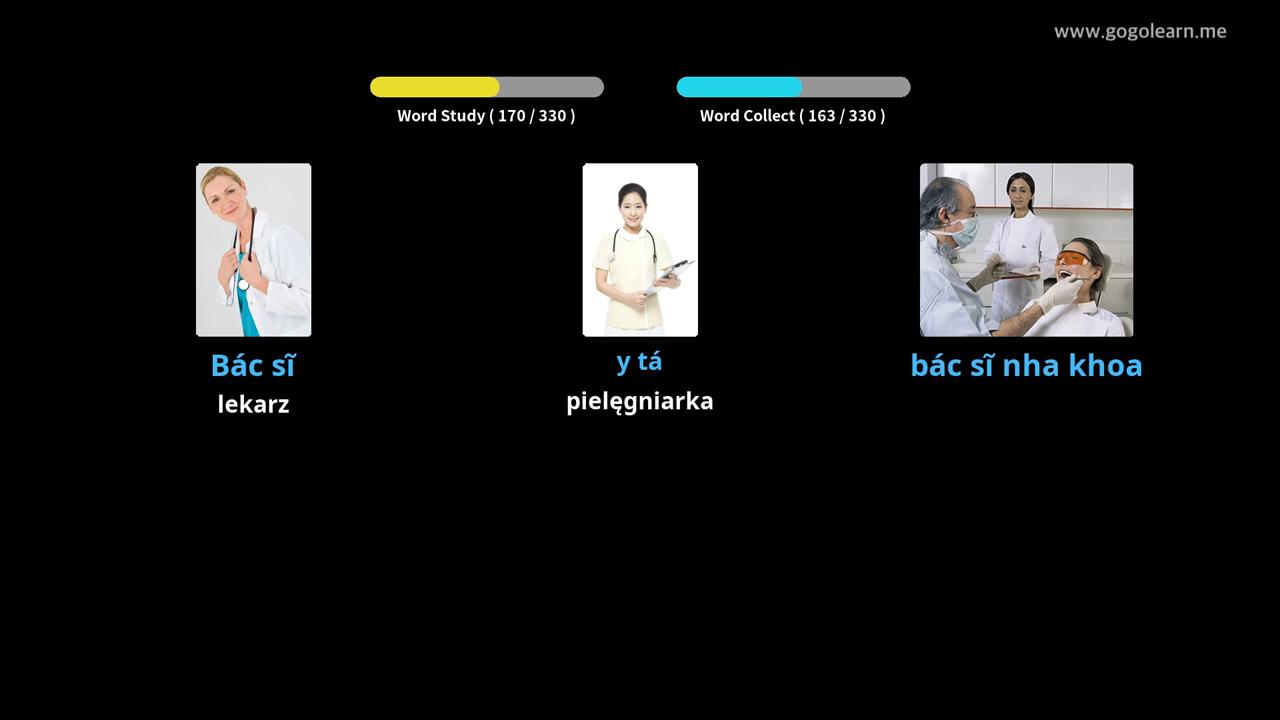 www.gogolearn.me
Word Study ( 170 / 330 )
Word Collect ( 163 / 330 )
Bác sĩ
lekarz
y tá
pielęgniarka
bác sĩ nha khoa